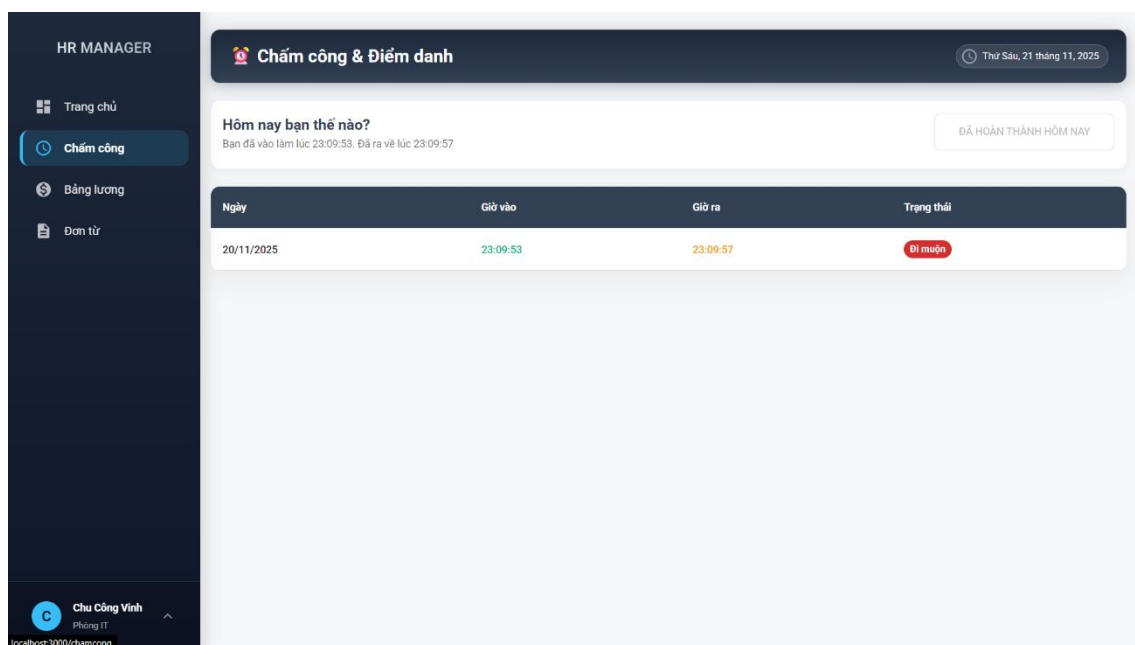 HR MANAGER
Trang chủ
Chấm công
Bảng lương
Đơn từ
Chu Công Vinh
Phòng IT
C
localhost:3000/chamcong
Chấm công & Điểm danh
Thứ Sáu, 21 tháng 11, 2025
Hôm nay bạn thế nào?
Bạn đã vào làm lúc 23:09:53. Đã ra về lúc 23:09:57
ĐÃ HOÀN THÀNH HÔM NAY
Ngày Giờ vào Giờ ra Trạng thái
20/11/2025 23:09:53 23:09:57 Đi muộn